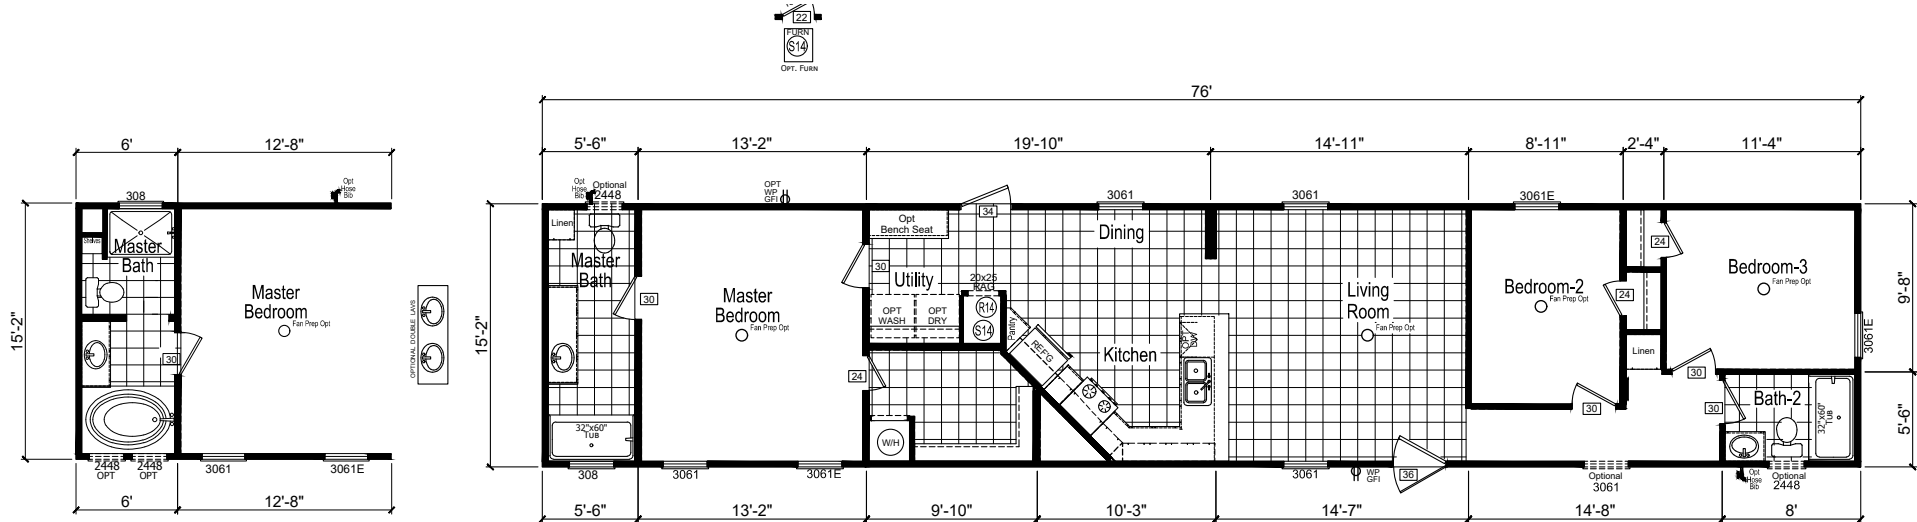 22
FURN
S14
OPT. FURN
76'
6'
12'-8"
5'-6"
13'-2"
19'-10"
14'-11"
8'-11"
2'-4"
11'-4"
308
Opt
Hose
Bib
Shelves
Master
Bath
Master
Bedroom
Fan Prep Opt
30
15'-2"
2448
OPT
2448
OPT
3061
3061E
6'
12'-8"
OPTIONAL DOUBLE LAVS
15'-2"
Opt
Hose
Bib
Optional
2448
Linen
Master
Bath
30
32"x60"
TUB
308
OPT
WP
GFI
Master
Bedroom
Fan Prep Opt
3061
3061E
Opt
Bench Seat
34
30
Utility
20x25
RAG
R14
S14
OPT
WASH
OPT
DRY
24
W/H
3061
Dining
Pantry
REFG
Kitchen
OPT
DW
3061
Living
Room
Fan Prep Opt
3061
WP
GFI
36
3061E
Bedroom-2
Fan Prep Opt
24
24
Linen
30
30
30
Bedroom-3
Fan Prep Opt
3061E
Bath-2
32"x60"
TUB
Optional
3061
Opt
Hose
Bib
Optional
2448
9'-8"
5'-6"
5'-6"
13'-2"
9'-10"
10'-3"
14'-7"
14'-8"
8'